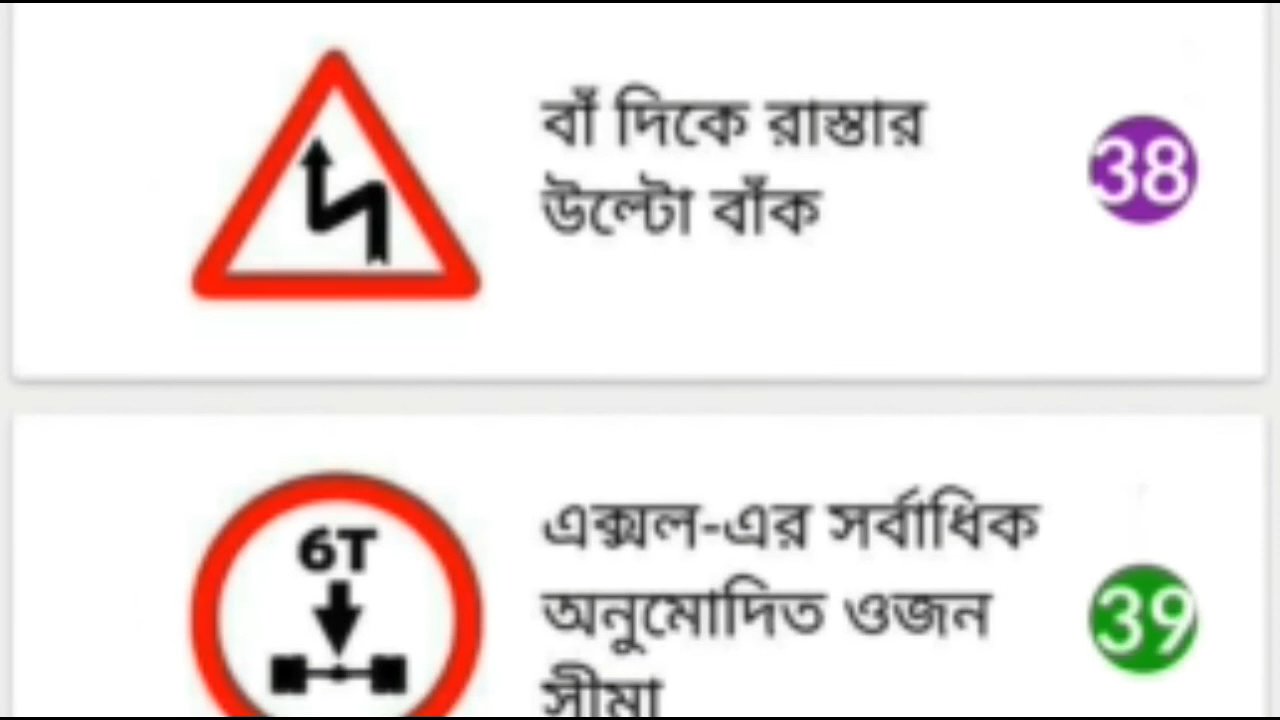 বাঁ দিকে রাস্তার
উল্টো বাঁক
38
6T
এক্সল-এর সর্বাধিক
অনুমোদিত ওজন
সীমা
39